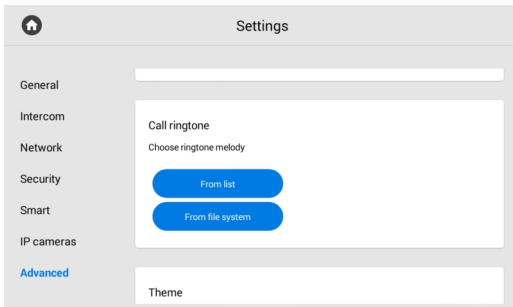 Settings
General
Intercom
Network
Security
Smart
IP cameras
Advanced
Call ringtone
Choose ringtone melody
From list
From file system
Theme